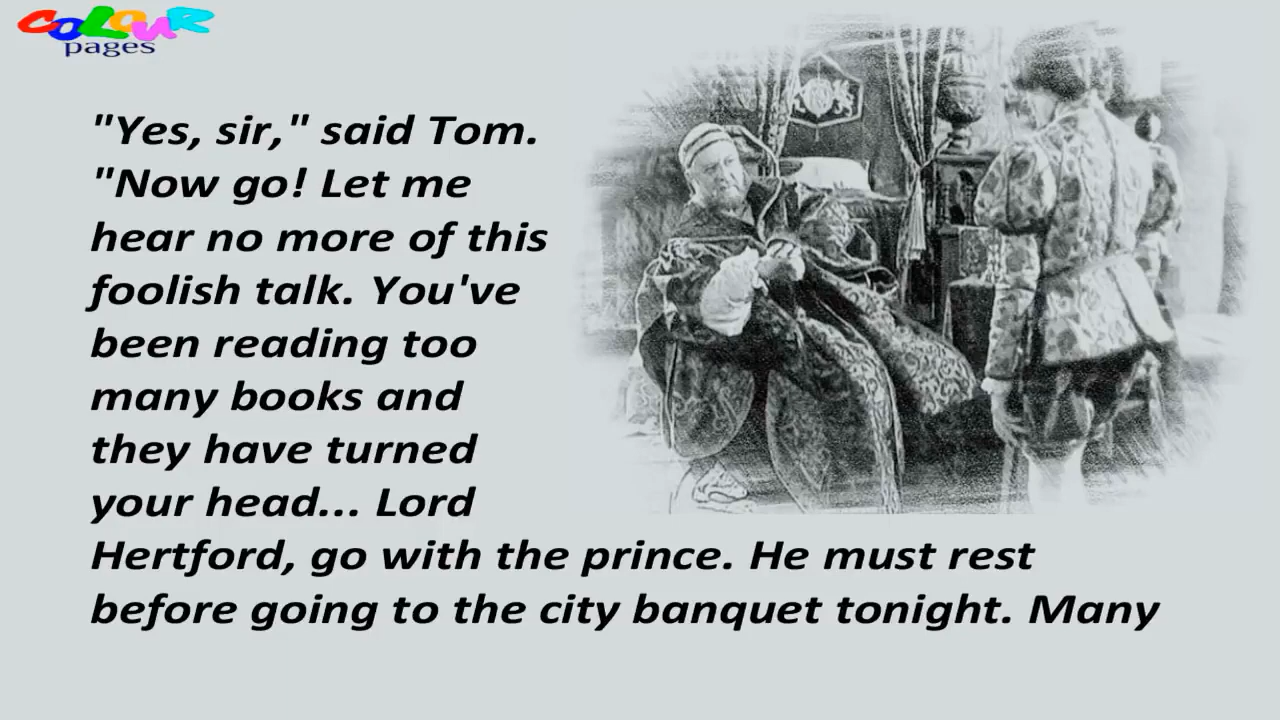 COLOUR
pages
"Yes, sir," said Tom.
"Now go! Let me
hear no more of this
foolish talk. You've
been reading too
many books and
they have turned
your head... Lord
Hertford, go with the prince. He must rest
before going to the city banquet tonight. Many